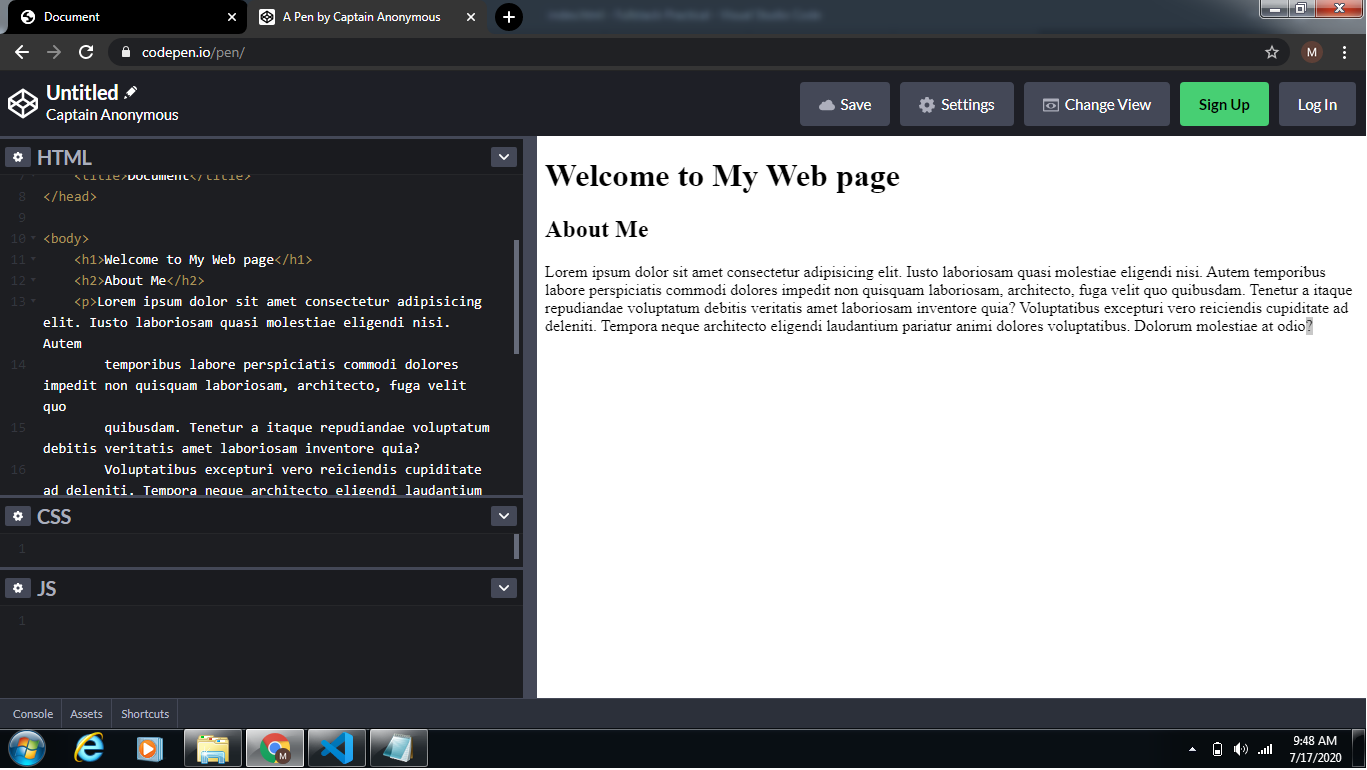 Document
A Pen by Captain Anonymous
codepen.io/pen/
M
Untitled
Captain Anonymous
Save
Settings
Change View
Sign Up
Log In
HTML
7 <title>Document</title>
8 </head>
9
10 <body>
11 <h1>Welcome to My Web page</h1>
12 <h2>About Me</h2>
13 <p>Lorem ipsum dolor sit amet consectetur adipisicing
elit. Iusto laboriosam quasi molestiae eligendi nisi.
Autem
14 temporibus labore perspiciatis commodi dolores
impedit non quisquam laboriosam, architecto, fuga velit
quo
15 quibusdam. Tenetur a itaque repudiandae voluptatum
debitis veritatis amet laboriosam inventore quia?
16 Voluptatibus excepturi vero reiciendis cupiditate
ad deleniti. Tempora neque architecto eligendi laudantium
CSS
1
JS
1
Welcome to My Web page
About Me
Lorem ipsum dolor sit amet consectetur adipisicing elit. Iusto laboriosam quasi molestiae eligendi nisi. Autem temporibus
labore perspiciatis commodi dolores impedit non quisquam laboriosam, architecto, fuga velit quo quibusdam. Tenetur a itaque
repudiandae voluptatum debitis veritatis amet laboriosam inventore quia? Voluptatibus excepturi vero reiciendis cupiditate ad
deleniti. Tempora neque architecto eligendi laudantium pariatur animi dolores voluptatibus. Dolorum molestiae at odio?
Console
Assets
Shortcuts
M
9:48 AM
7/17/2020